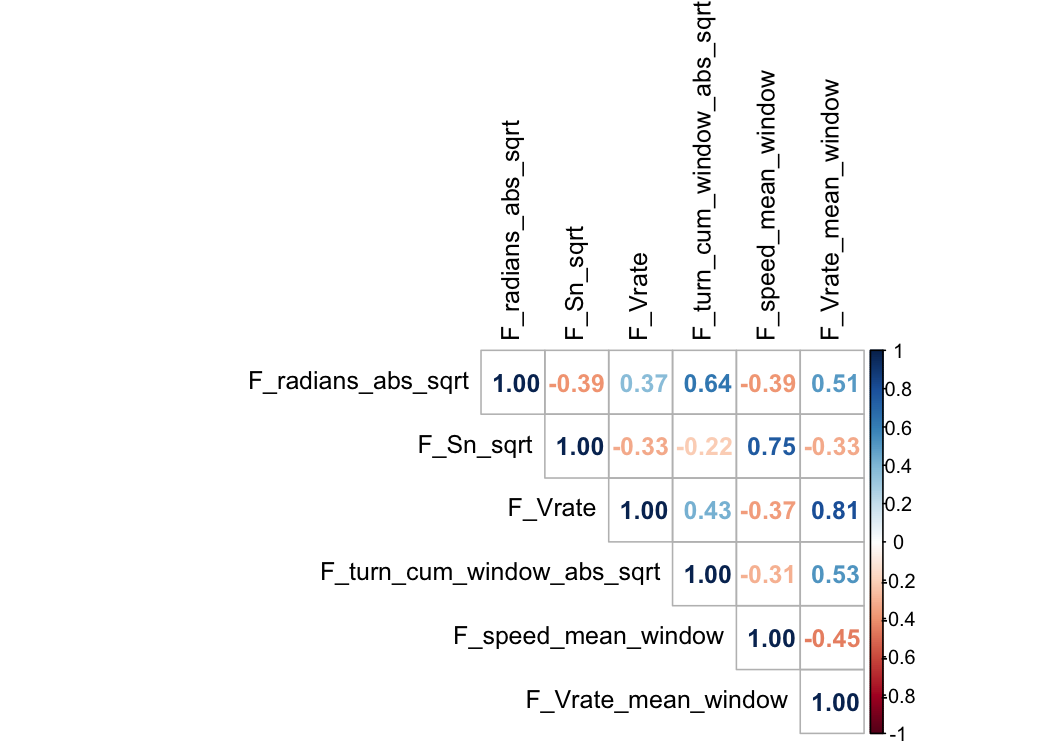 F_radians_abs_sqrt
F_Sn_sqrt
F_Vrate
F_turn_cum_window_abs_sqrt
F_speed_mean_window
F_Vrate_mean_window
F_radians_abs_sqrt 1.00 -0.39 0.37 0.64 -0.39 0.51
F_Sn_sqrt 1.00 -0.33 -0.22 0.75 -0.33
F_Vrate 1.00 0.43 -0.37 0.81
F_turn_cum_window_abs_sqrt 1.00 -0.31 0.53
F_speed_mean_window 1.00 -0.45
F_Vrate_mean_window 1.00
1
0.8
0.6
0.4
0.2
0
-0.2
-0.4
-0.6
-0.8
-1